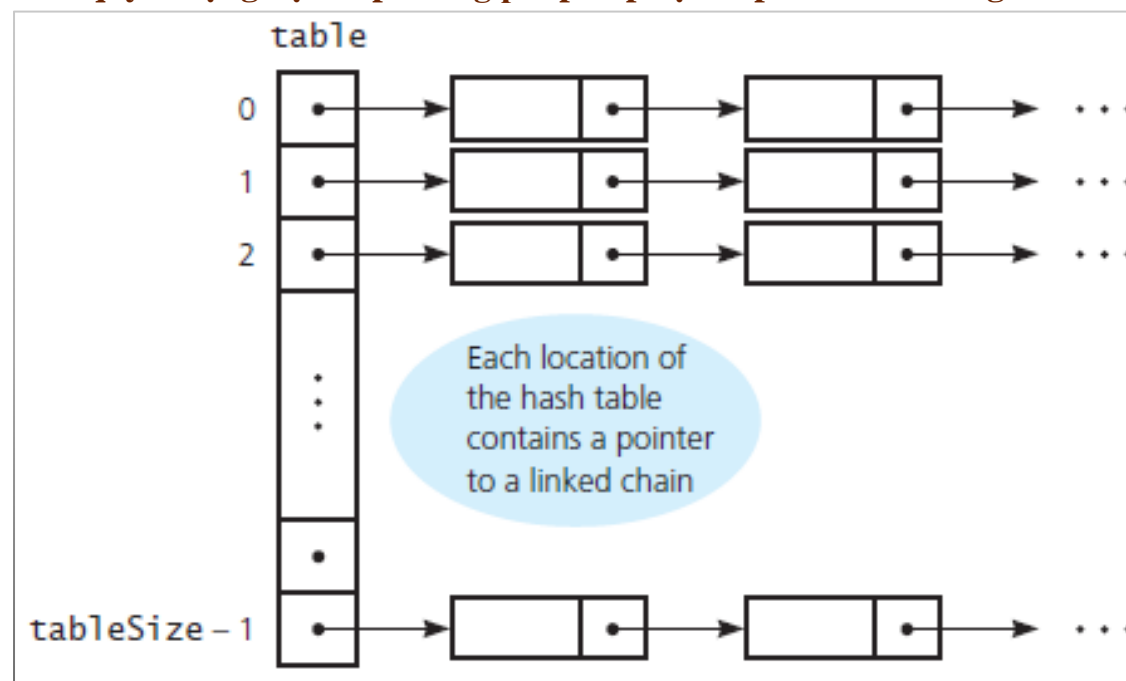 table
0
1
2
Each location of
the hash table
contains a pointer
to a linked chain
tableSize – 1